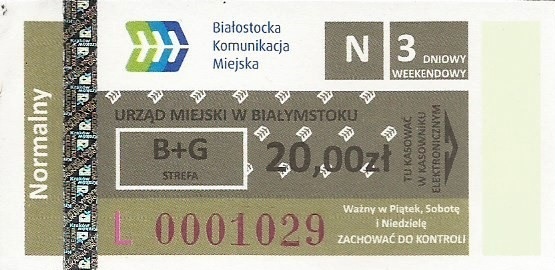 Normalny
Białostocka
Komunikacja
Miejska
N
3 DNIOWY
WEEKENDOWY
URZĄD MIEJSKI W BIAŁYMSTOKU
B+G
STREFA
20,00zł
TU KASOWAĆ
W KASOWNIKU
ELEKTRONICZNYM
L 0001029
Ważny w Piątek, Sobotę
i Niedzielę
ZACHOWAĆ DO KONTROLI